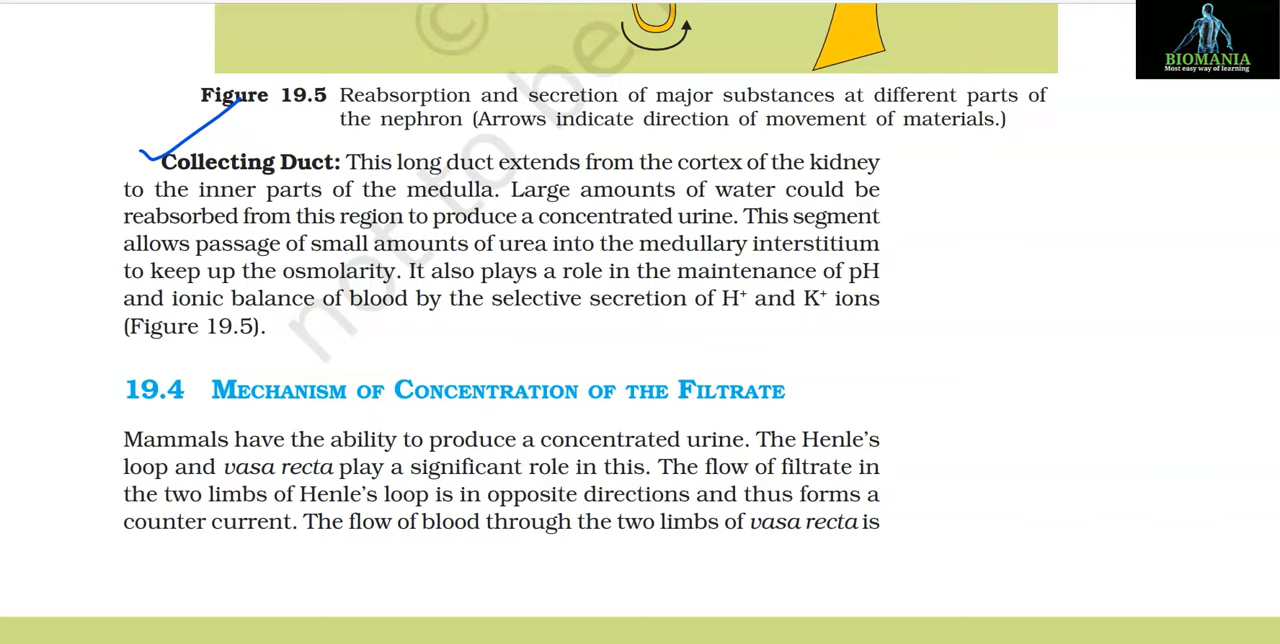 BIOMANIA
Most easy way of learning
Figure 19.5 Reabsorption and secretion of major substances at different parts of
the nephron (Arrows indicate direction of movement of materials.)
Collecting Duct: This long duct extends from the cortex of the kidney
to the inner parts of the medulla. Large amounts of water could be
reabsorbed from this region to produce a concentrated urine. This segment
allows passage of small amounts of urea into the medullary interstitium
to keep up the osmolarity. It also plays a role in the maintenance of pH
and ionic balance of blood by the selective secretion of H⁺ and K⁺ ions
(Figure 19.5).
19.4 Mechanism of Concentration of the Filtrate
Mammals have the ability to produce a concentrated urine. The Henle's
loop and vasa recta play a significant role in this. The flow of filtrate in
the two limbs of Henle's loop is in opposite directions and thus forms a
counter current. The flow of blood through the two limbs of vasa recta is
© not to be